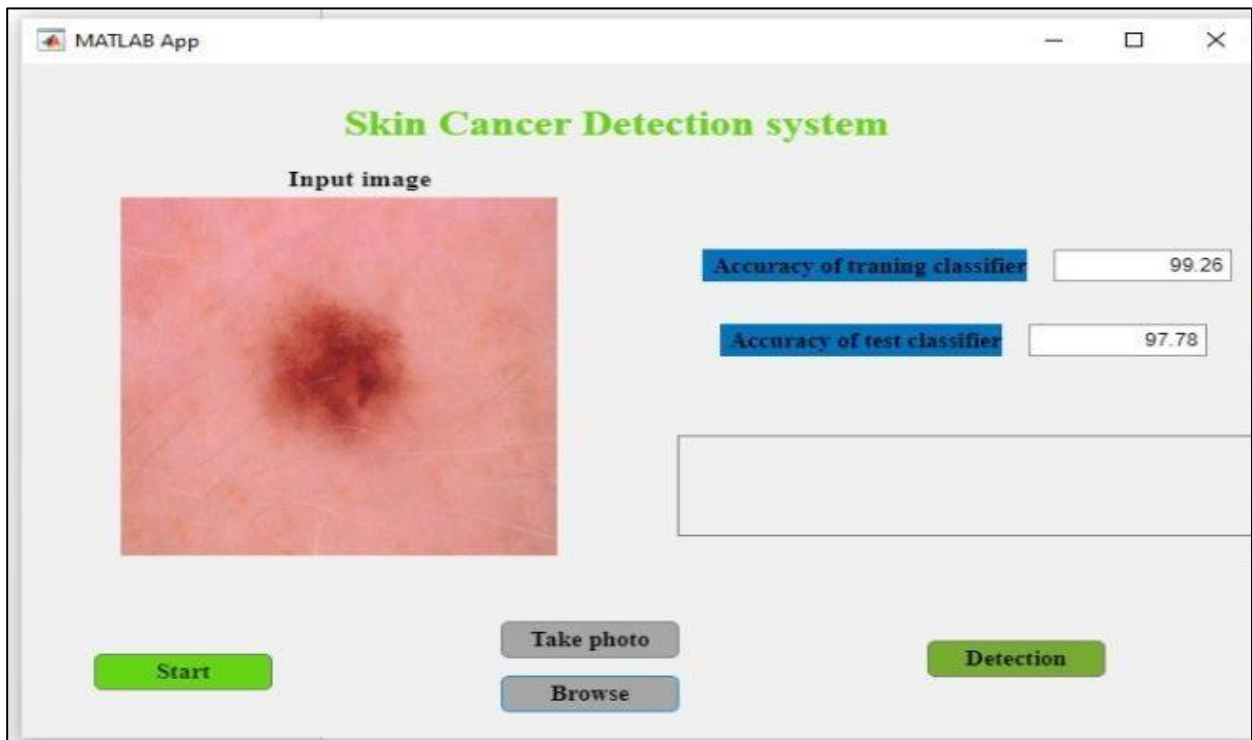 MATLAB App
Skin Cancer Detection system
Input image
Accuracy of traning classifier 99.26
Accuracy of test classifier 97.78
Take photo
Start
Detection
Browse